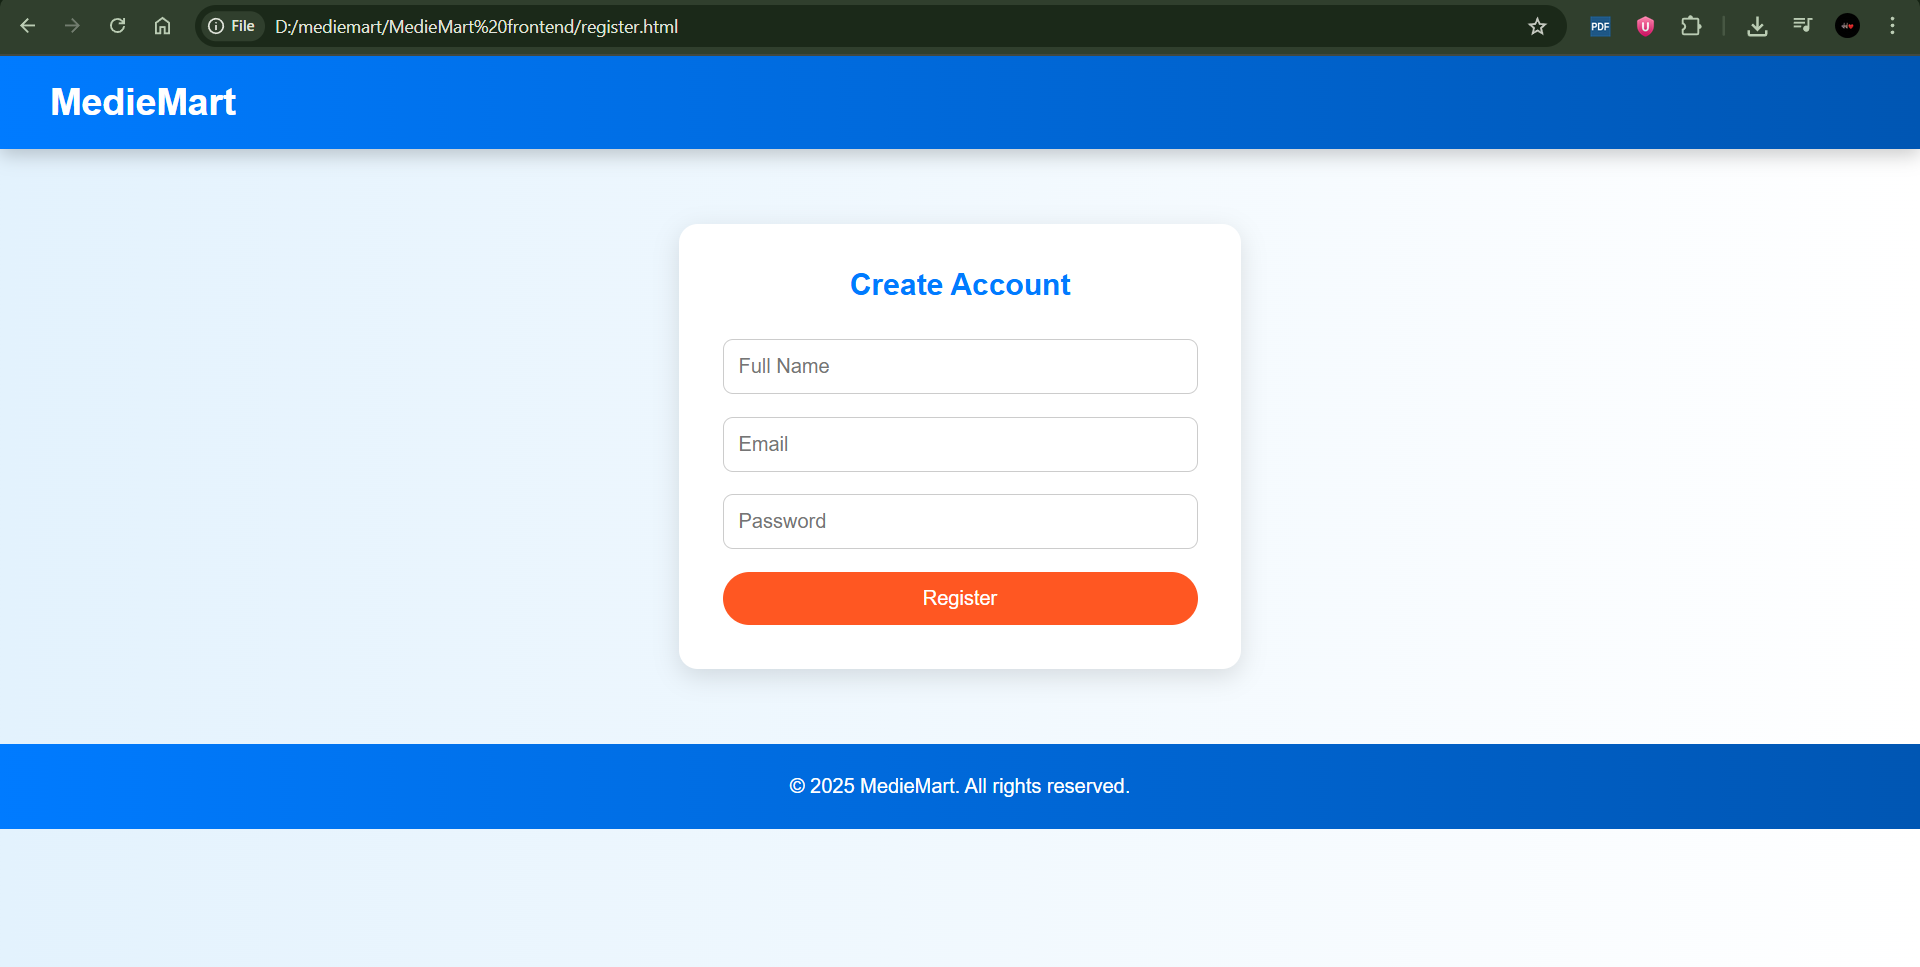 File D:/mediemart/MedieMart%20frontend/register.html
PDF
U
MedieMart
Create Account
Full Name
Email
Password
Register
© 2025 MedieMart. All rights reserved.